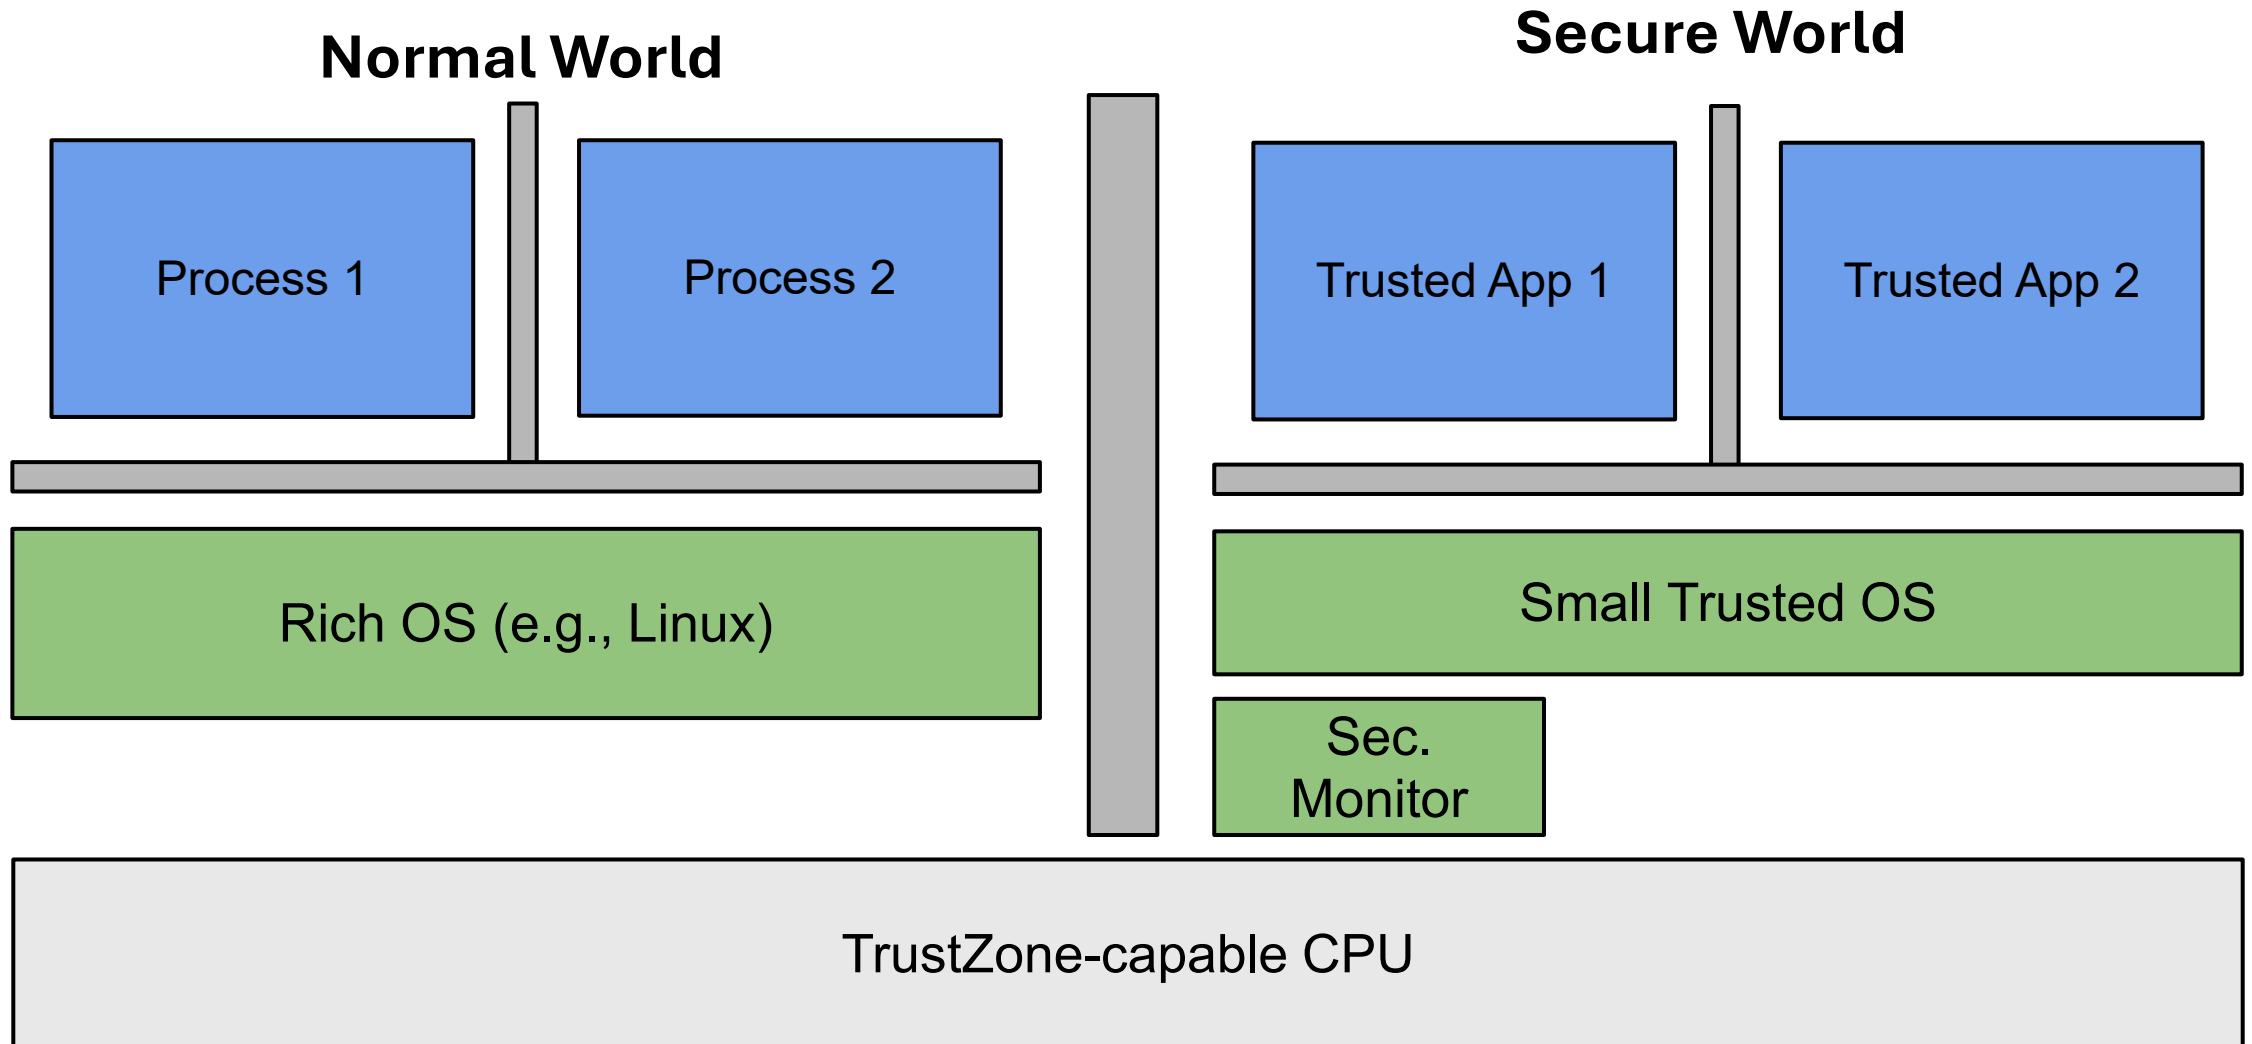 Normal World
Secure World
Process 1
Process 2
Trusted App 1
Trusted App 2
Rich OS (e.g., Linux)
Small Trusted OS
Sec.
Monitor
TrustZone-capable CPU